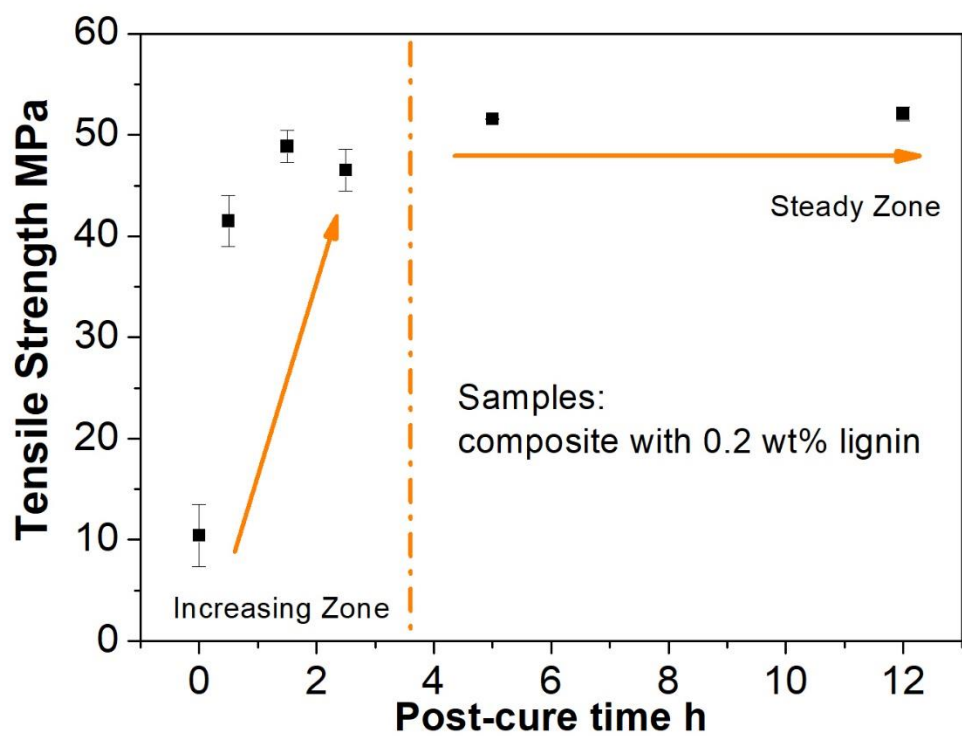 60
50
40
30
20
10
0
Tensile Strength MPa
Steady Zone
Samples:
composite with 0.2 wt% lignin
Increasing Zone
0 2 4 6 8 10 12
Post-cure time h